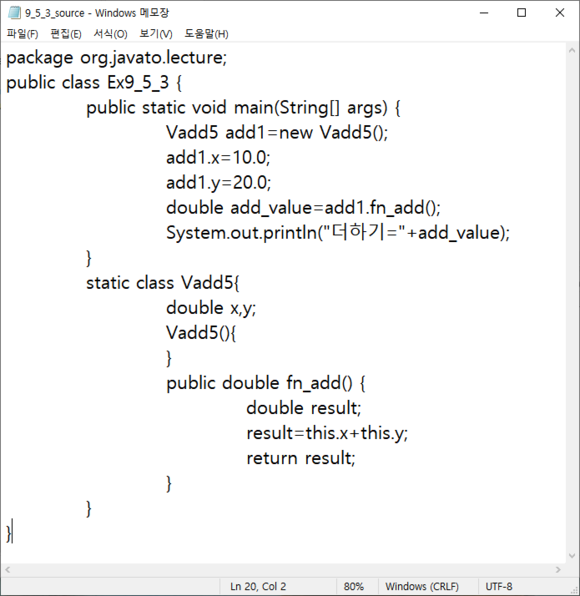 9_5_3_source - Windows 메모장
파일(F) 편집(E) 서식(O) 보기(V) 도움말(H)
package org.javato.lecture;
public class Ex9_5_3 {
public static void main(String[] args) {
Vadd5 add1=new Vadd5();
add1.x=10.0;
add1.y=20.0;
double add_value=add1.fn_add();
System.out.println("더하기="+add_value);
}
static class Vadd5{
double x,y;
Vadd5(){
}
public double fn_add() {
double result;
result=this.x+this.y;
return result;
}
}
}
Ln 20, Col 2 80% Windows (CRLF) UTF-8